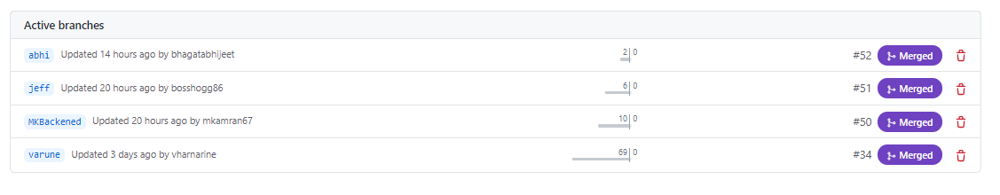 Active branches
abhi Updated 14 hours ago by bhagatabhijeet 2 0 #52 Merged
jeff Updated 20 hours ago by bosshogg86 6 0 #51 Merged
MKBackened Updated 20 hours ago by mkamran67 10 0 #50 Merged
varune Updated 3 days ago by vharnarine 69 0 #34 Merged